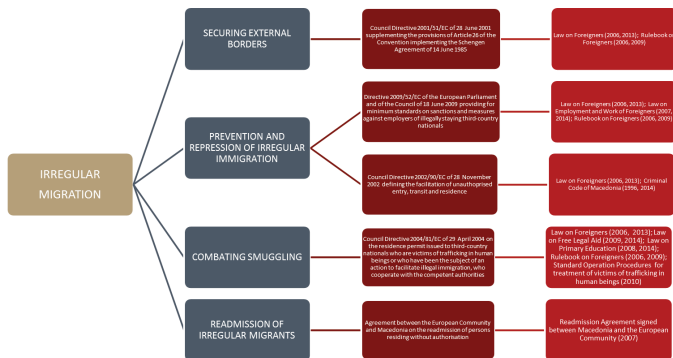 IRREGULAR
MIGRATION
SECURING EXTERNAL
BORDERS
Council Directive 2001/51/EC of 28 June 2001
supplementing the provisions of Article 26 of
the Convention implementing the Schengen
Agreement of 14 June 1985
Law on Foreigners (2006, 2013); Rulebook on
Foreigners (2006, 2009)
PREVENTION AND
REPRESSION OF IRREGULAR
IMMIGRATION
Directive 2009/52/EC of the European Parliament
and of the Council of 18 June 2009 providing for
minimum standards on sanctions and measures
against employers of illegally staying third-country
nationals
Law on Foreigners (2006, 2013); Law on
Employment and Work of Foreigners (2007,
2014); Rulebook on Foreigners (2006, 2009)
Council Directive 2002/90/EC of 28 November
2002 defining the facilitation of unauthoprised
entry, transit and residence
Law on Foreigners (2006, 2013); Criminal
Code of Macedonia (1996, 2014)
COMBATING SMUGGLING
Council Directive 2004/81/EC of 29 April 2004 on
the residence permit issued to third-country
nationals who are victims of trafficking in human
beings or who have been the subject of an
action to facilitate illegal immigration, who
cooperate with the competent authorities
Law on Foreigners (2006, 2013); Law
on Free Legal Aid (2009, 2014); Law on
Primary Education (2008, 2014);
Rulebook on Foreigners (2006, 2009);
Standard Operation Procedures for
treatment of victims of trafficking in
human beings (2010)
READMISSION OF
IRREGULAR MIGRANTS
Agreement between the European Community
and Macedonia on the readmission of persons
residing without authorisation
Readmission Agreement signed
between Macedonia and the European
Community (2007)